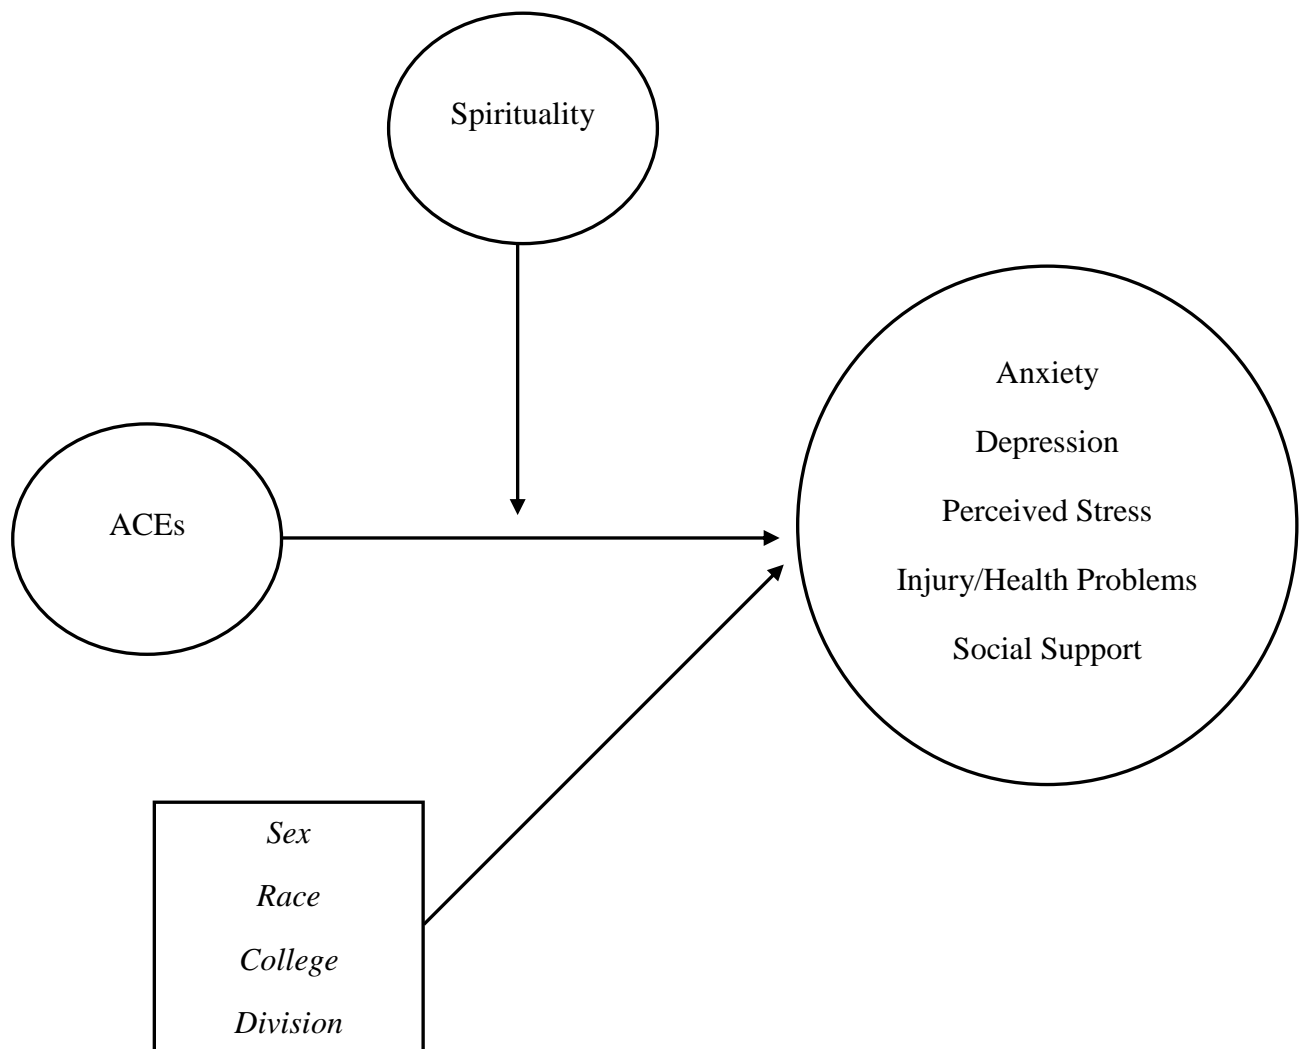 Spirituality
ACEs
Anxiety
Depression
Perceived Stress
Injury/Health Problems
Social Support
Sex
Race
College
Division